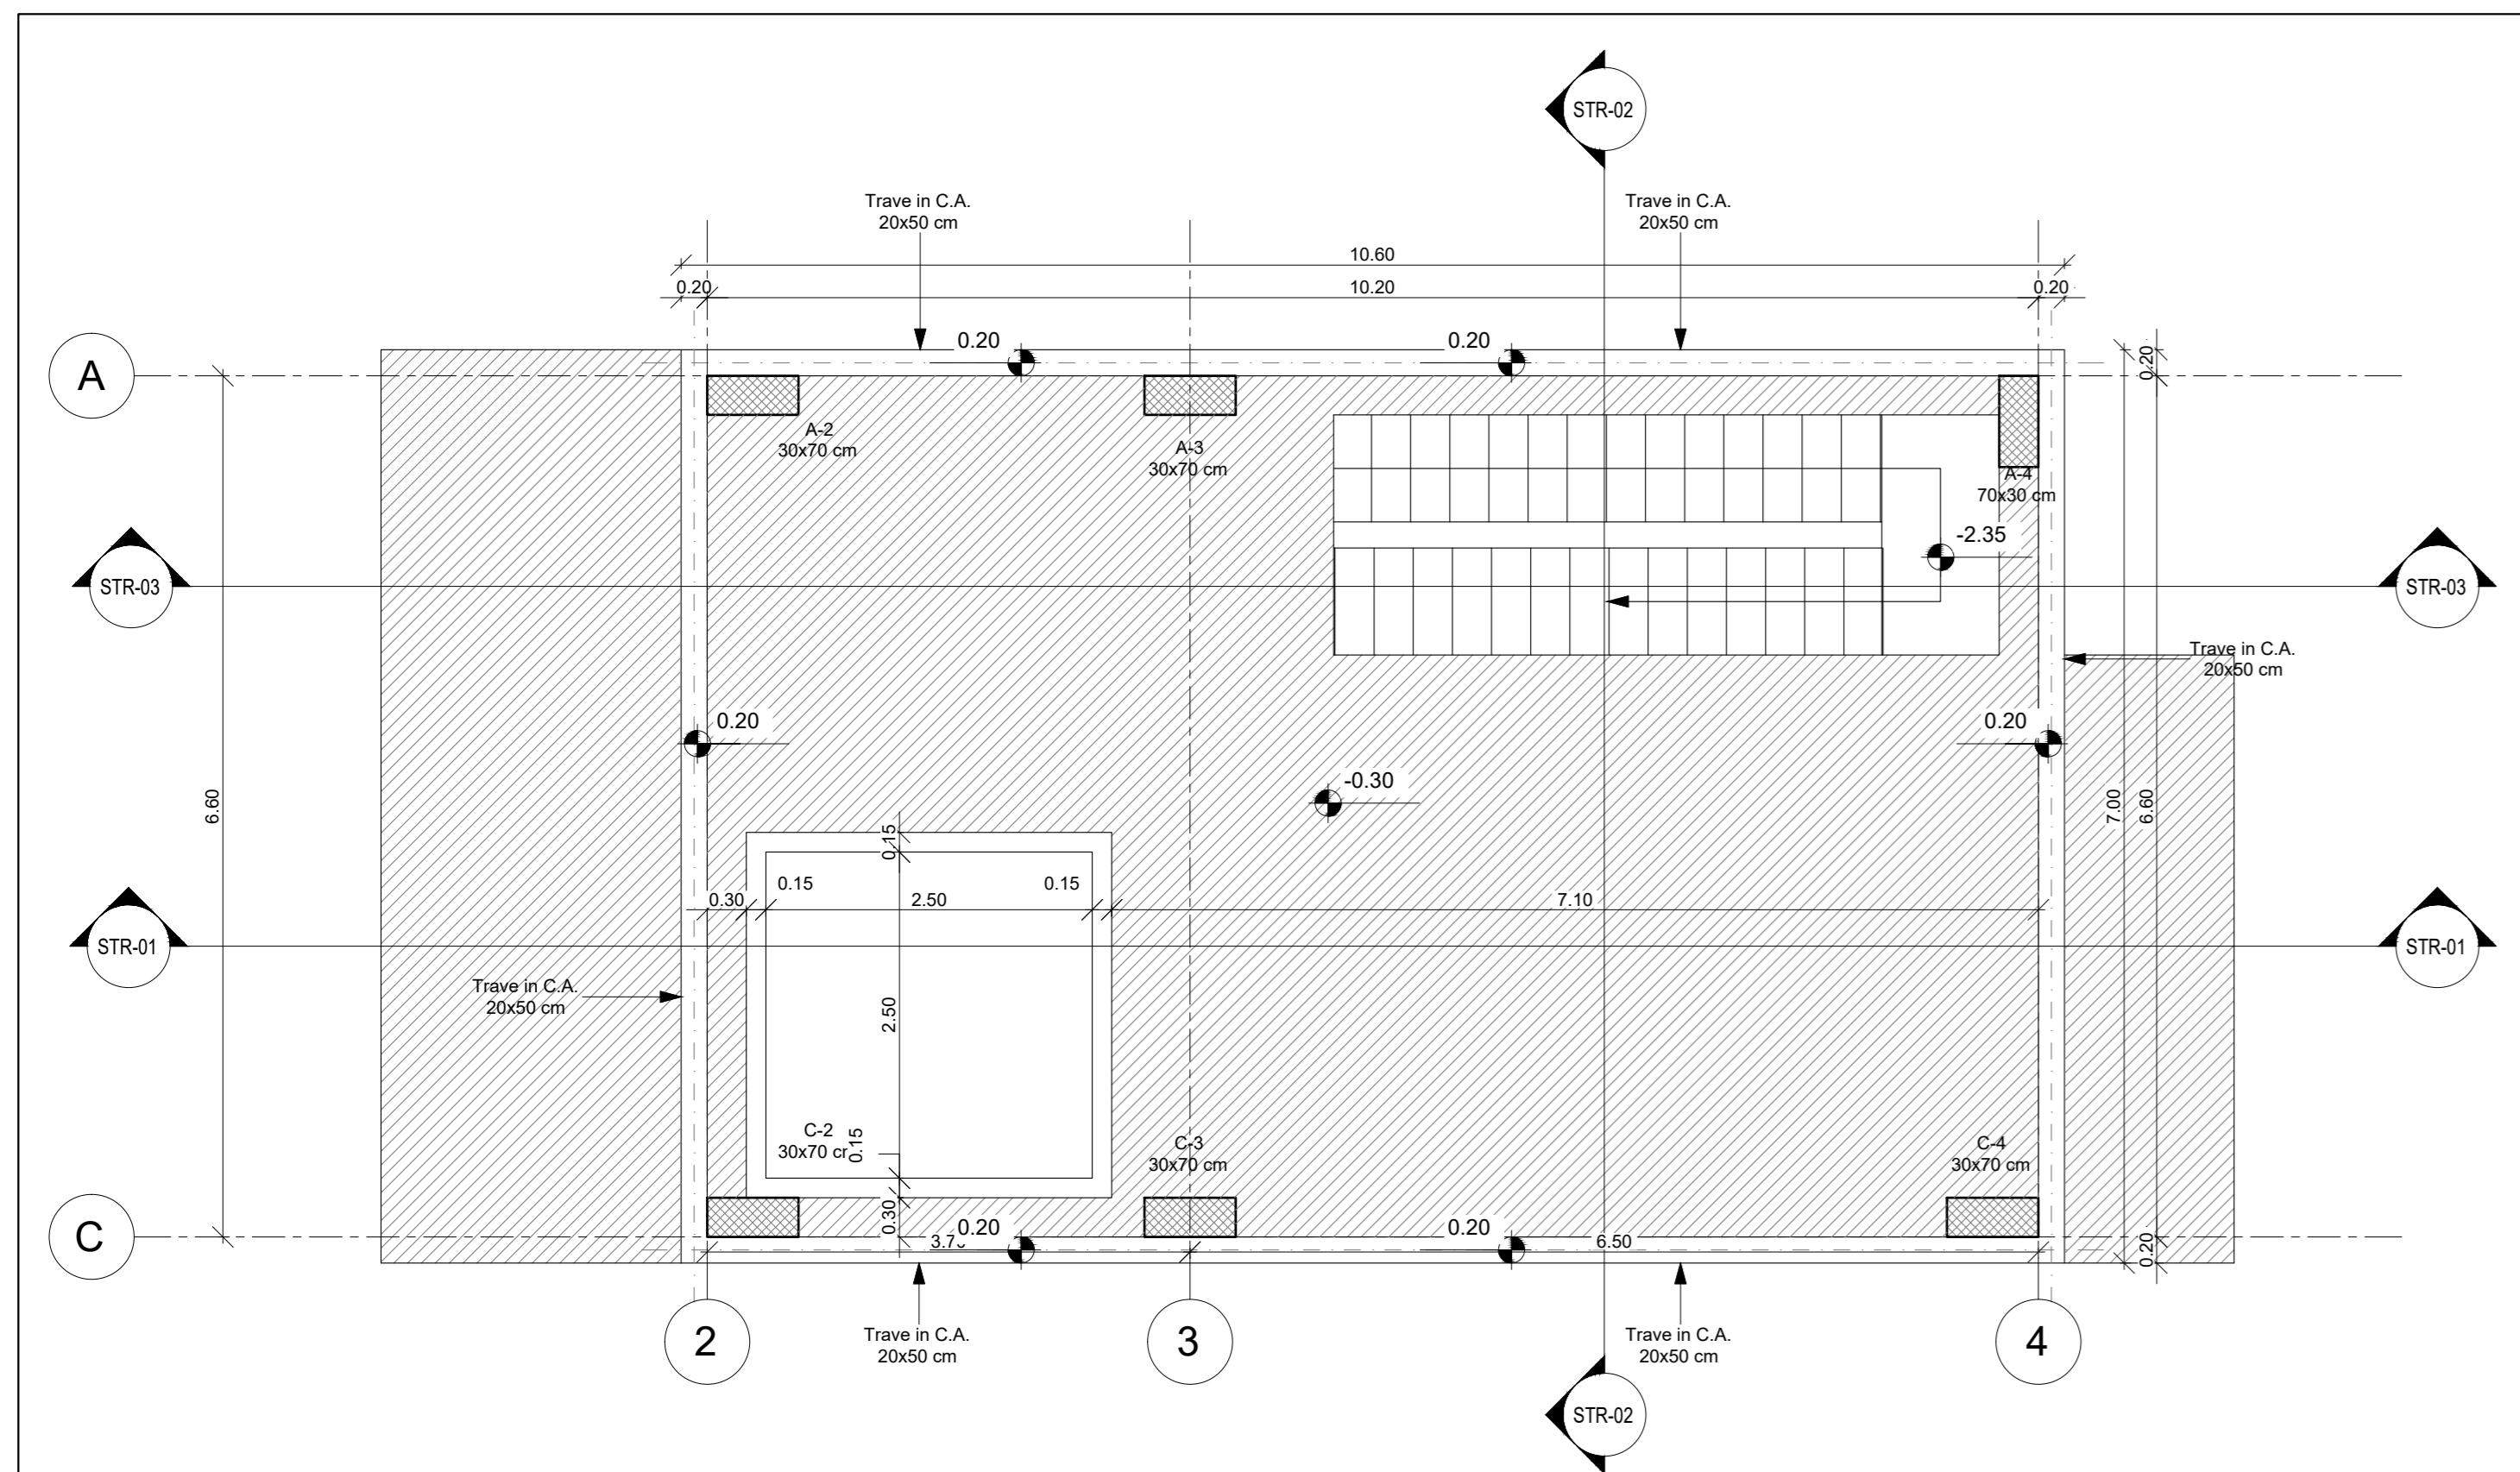 STR-02
Trave in C.A.
20x50 cm
Trave in C.A.
20x50 cm
10.60
0.20
10.20
0.20
A
0.20
0.20
0.20
A-2
30x70 cm
A-3
30x70 cm
A-4
70x30 cm
-2.35
STR-03
STR-03
Trave in C.A.
20x50 cm
0.20
0.20
-0.30
6.60
7.00
6.60
0.15
0.15
0.15
0.30
2.50
7.10
STR-01
STR-01
Trave in C.A.
20x50 cm
2.50
C-2
30x70 cm
0.15
C-3
30x70 cm
C-4
30x70 cm
0.30
C
0.20
0.20
6.50
0.20
2
3
4
Trave in C.A.
20x50 cm
Trave in C.A.
20x50 cm
STR-02